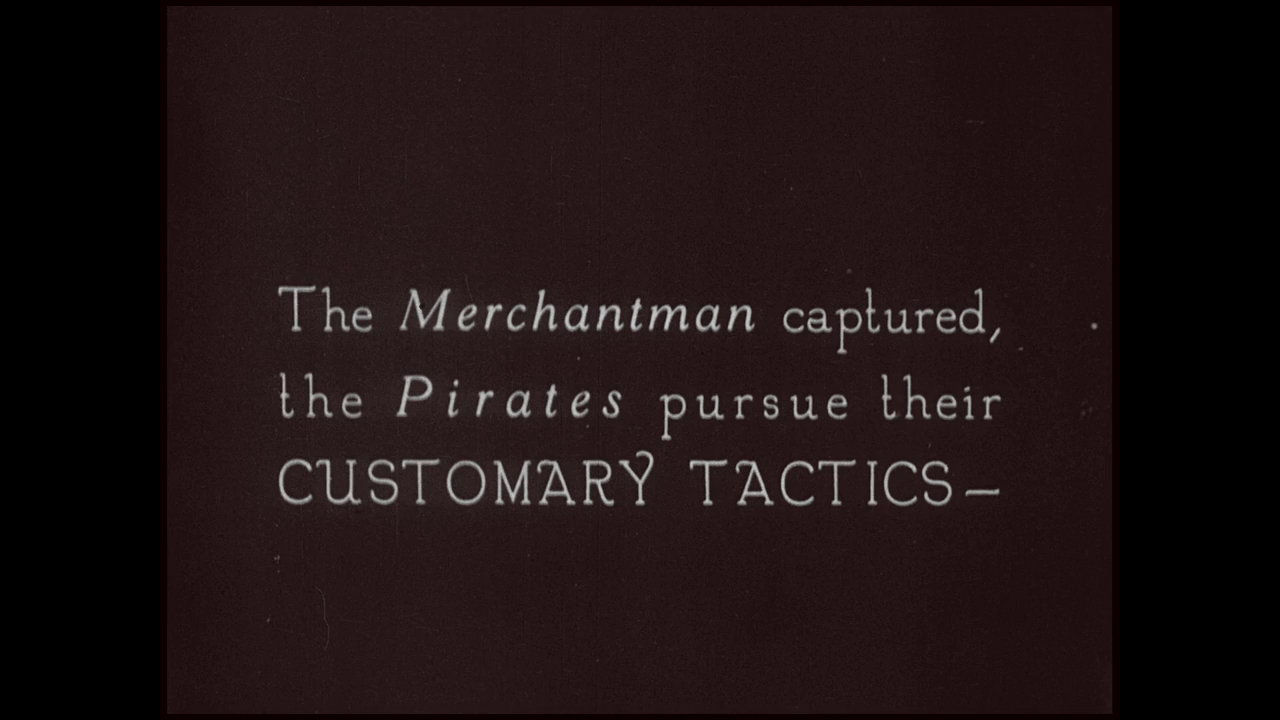 The Merchantman captured,
the Pirates pursue their
CUSTOMARY TACTICS—